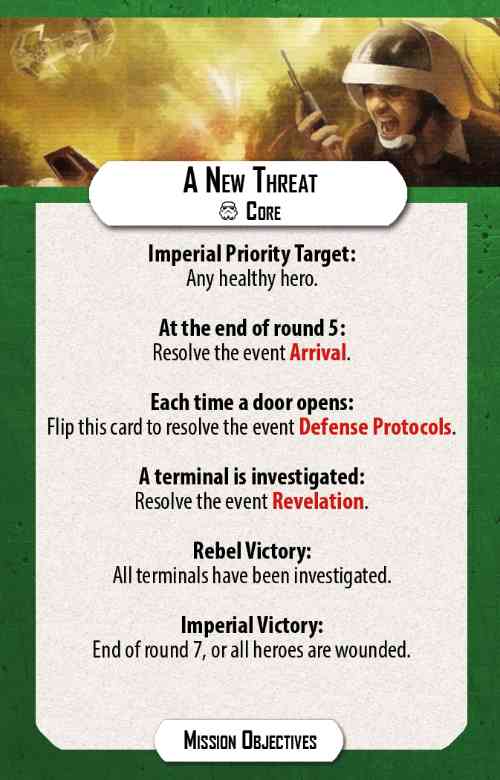 A New Threat
Core
Imperial Priority Target:
Any healthy hero.
At the end of round 5:
Resolve the event Arrival.
Each time a door opens:
Flip this card to resolve the event Defense Protocols.
A terminal is investigated:
Resolve the event Revelation.
Rebel Victory:
All terminals have been investigated.
Imperial Victory:
End of round 7, or all heroes are wounded.
Mission Objectives